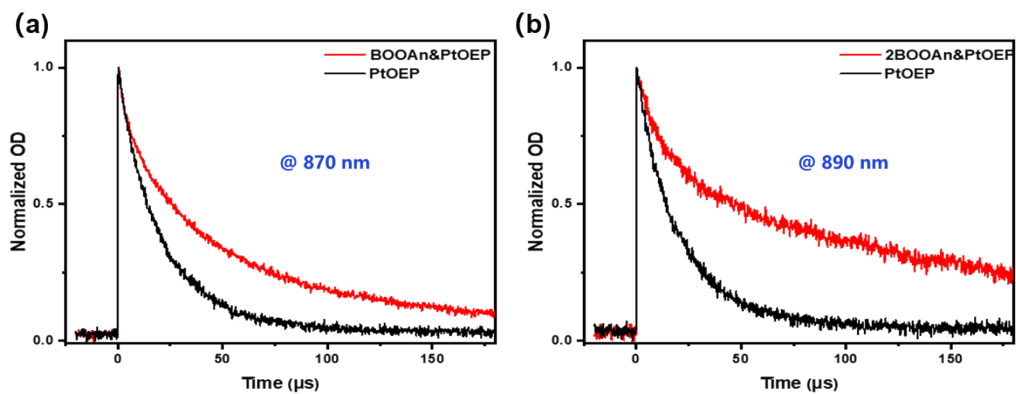 (a)
BOOAn&PtOEP
PtOEP
@ 870 nm
Normalized OD
1.0
0.5
0.0
0
50
100
150
Time (μs)
(b)
2BOOAn&PtOEP
PtOEP
@ 890 nm
Normalized OD
1.0
0.5
0.0
0
50
100
150
Time (μs)